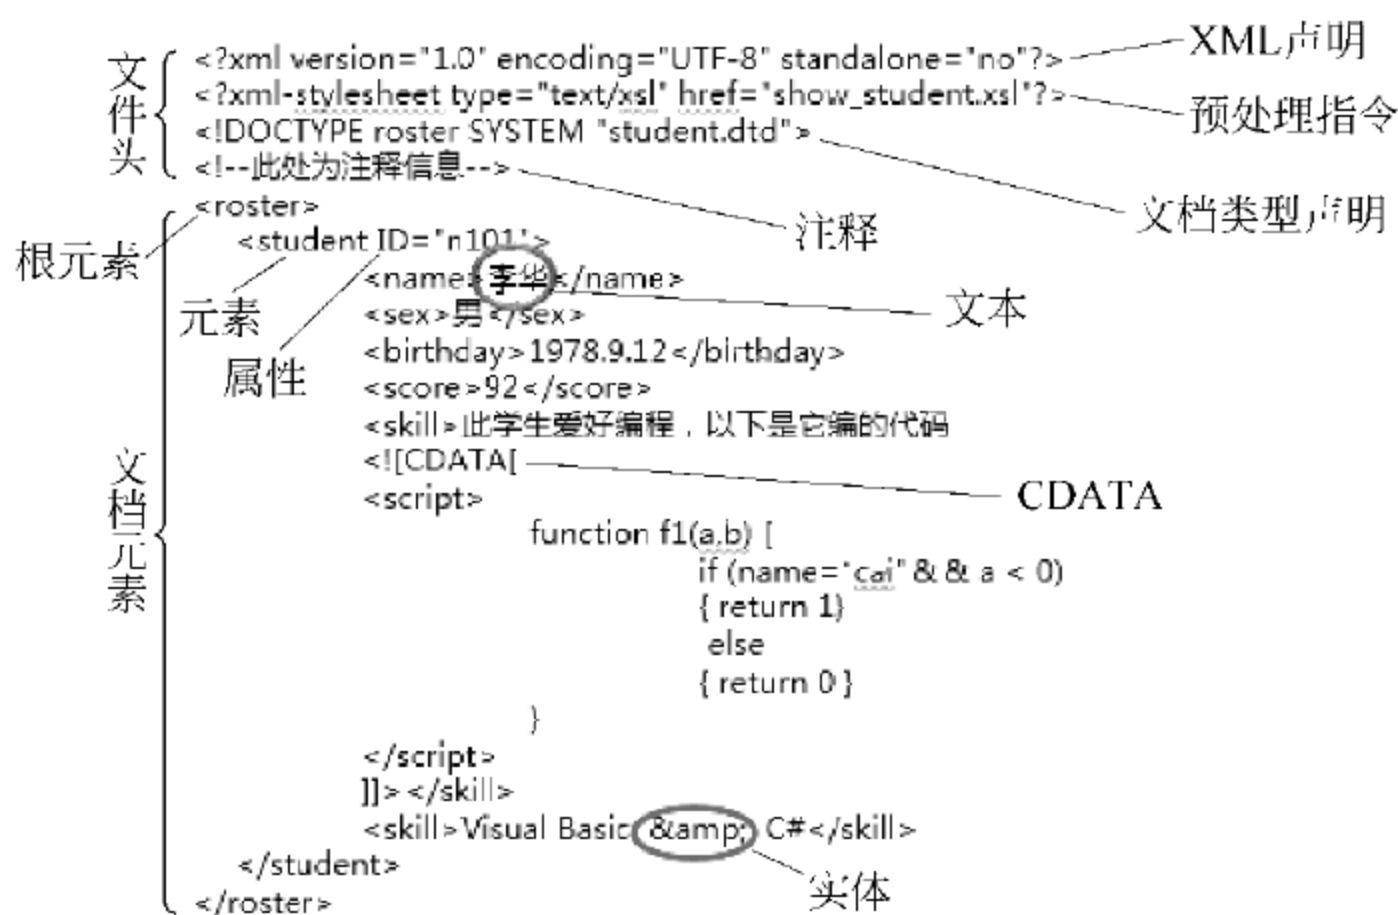 文件头
<?xml version="1.0" encoding="UTF-8" standalone="no"?>
XML声明
<?xml-stylesheet type="text/xsl" href="show_student.xsl"?>
预处理指令
<!DOCTYPE roster SYSTEM "student.dtd">
文档类型声明
<!--此处为注释信息-->
注释
文档元素
<roster>
根元素
<student ID="n101">
元素
属性
<name>李华</name>
文本
<sex>男</sex>
<birthday>1978.9.12</birthday>
<score>92</score>
<skill>此学生爱好编程，以下是它编的代码
<![CDATA[
CDATA
<script>
function f1(a,b) [
if (name="cai" & & a < 0)
{ return 1}
else
{ return 0 }
}
</script>
]]></skill>
<skill>Visual Basic &amp; C#</skill>
实体
</student>
</roster>